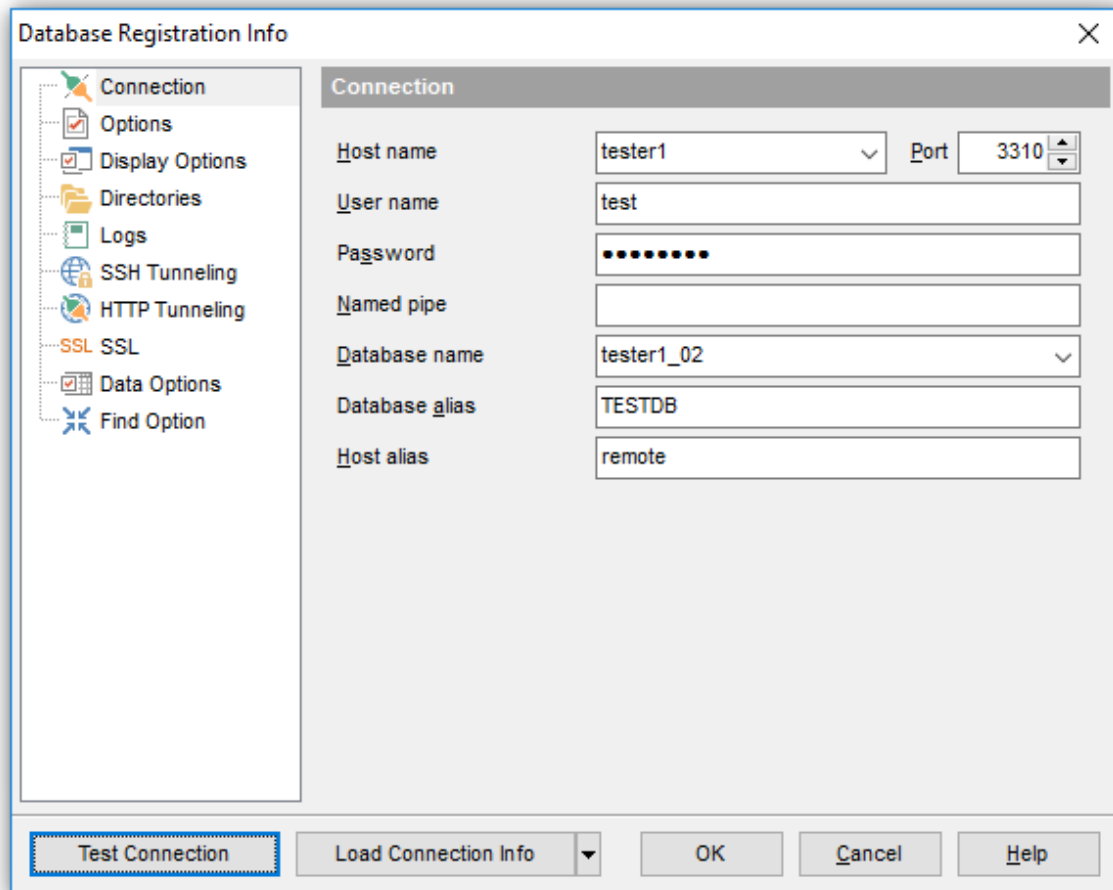 Database Registration Info
Connection
Options
Display Options
Directories
Logs
SSH Tunneling
HTTP Tunneling
SSL SSL
Data Options
Find Option
Connection
Host name tester1 Port 3310
User name test
Password ••••••••
Named pipe
Database name tester1_02
Database alias TESTDB
Host alias remote
Test Connection Load Connection Info OK Cancel Help